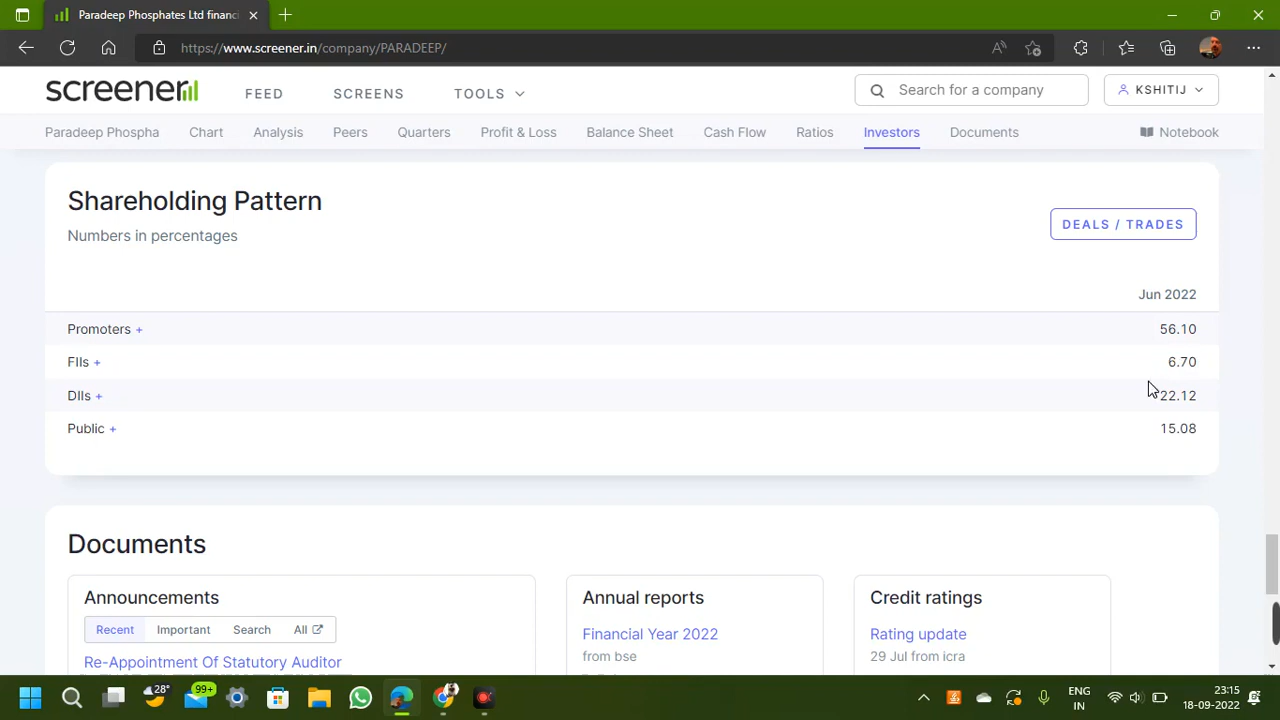 Paradeep Phosphates Ltd financi
https://www.screener.in/company/PARADEEP/
screener
FEED
SCREENS
TOOLS
Search for a company
KSHITIJ
Paradeep Phospha
Chart
Analysis
Peers
Quarters
Profit & Loss
Balance Sheet
Cash Flow
Ratios
Investors
Documents
Notebook
Shareholding Pattern
Numbers in percentages
DEALS / TRADES
Jun 2022
Promoters + 56.10
FIIs + 6.70
DIIs + 22.12
Public + 15.08
Documents
Announcements
Recent Important Search All
Re-Appointment Of Statutory Auditor
Annual reports
Financial Year 2022
from bse
Credit ratings
Rating update
29 Jul from icra
28°
99+
ENG
IN
23:15
18-09-2022